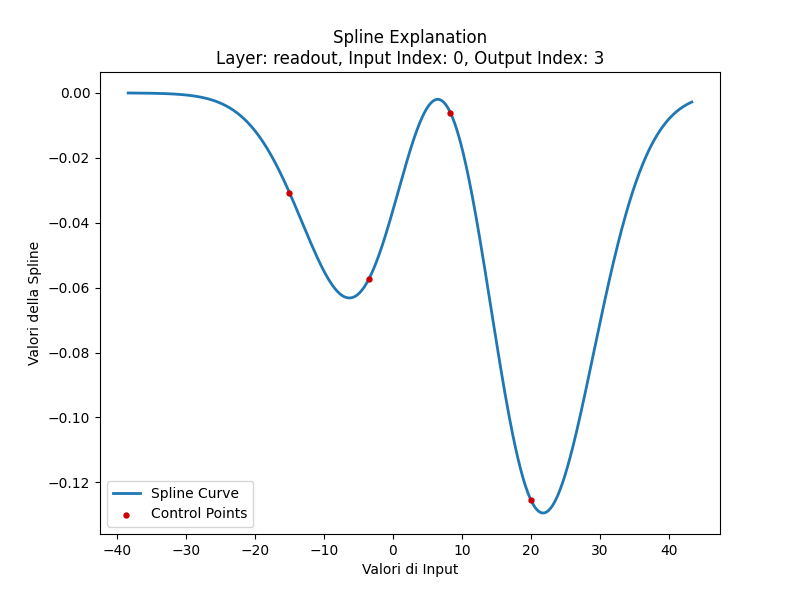 Spline Explanation
Layer: readout, Input Index: 0, Output Index: 3
0.00
−0.02
−0.04
−0.06
−0.08
−0.10
−0.12
Valori della Spline
Spline Curve
Control Points
−40
−30
−20
−10
0
10
20
30
40
Valori di Input